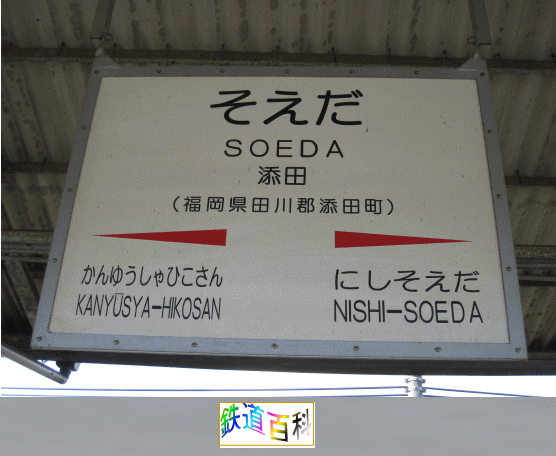 そえだ
SOEDA
添田
(福岡県田川郡添田町)
かんゆうしゃひこさん
にしそえだ
KANYŪSYA-HIKOSAN
NISHI-SOEDA
鉄道百科